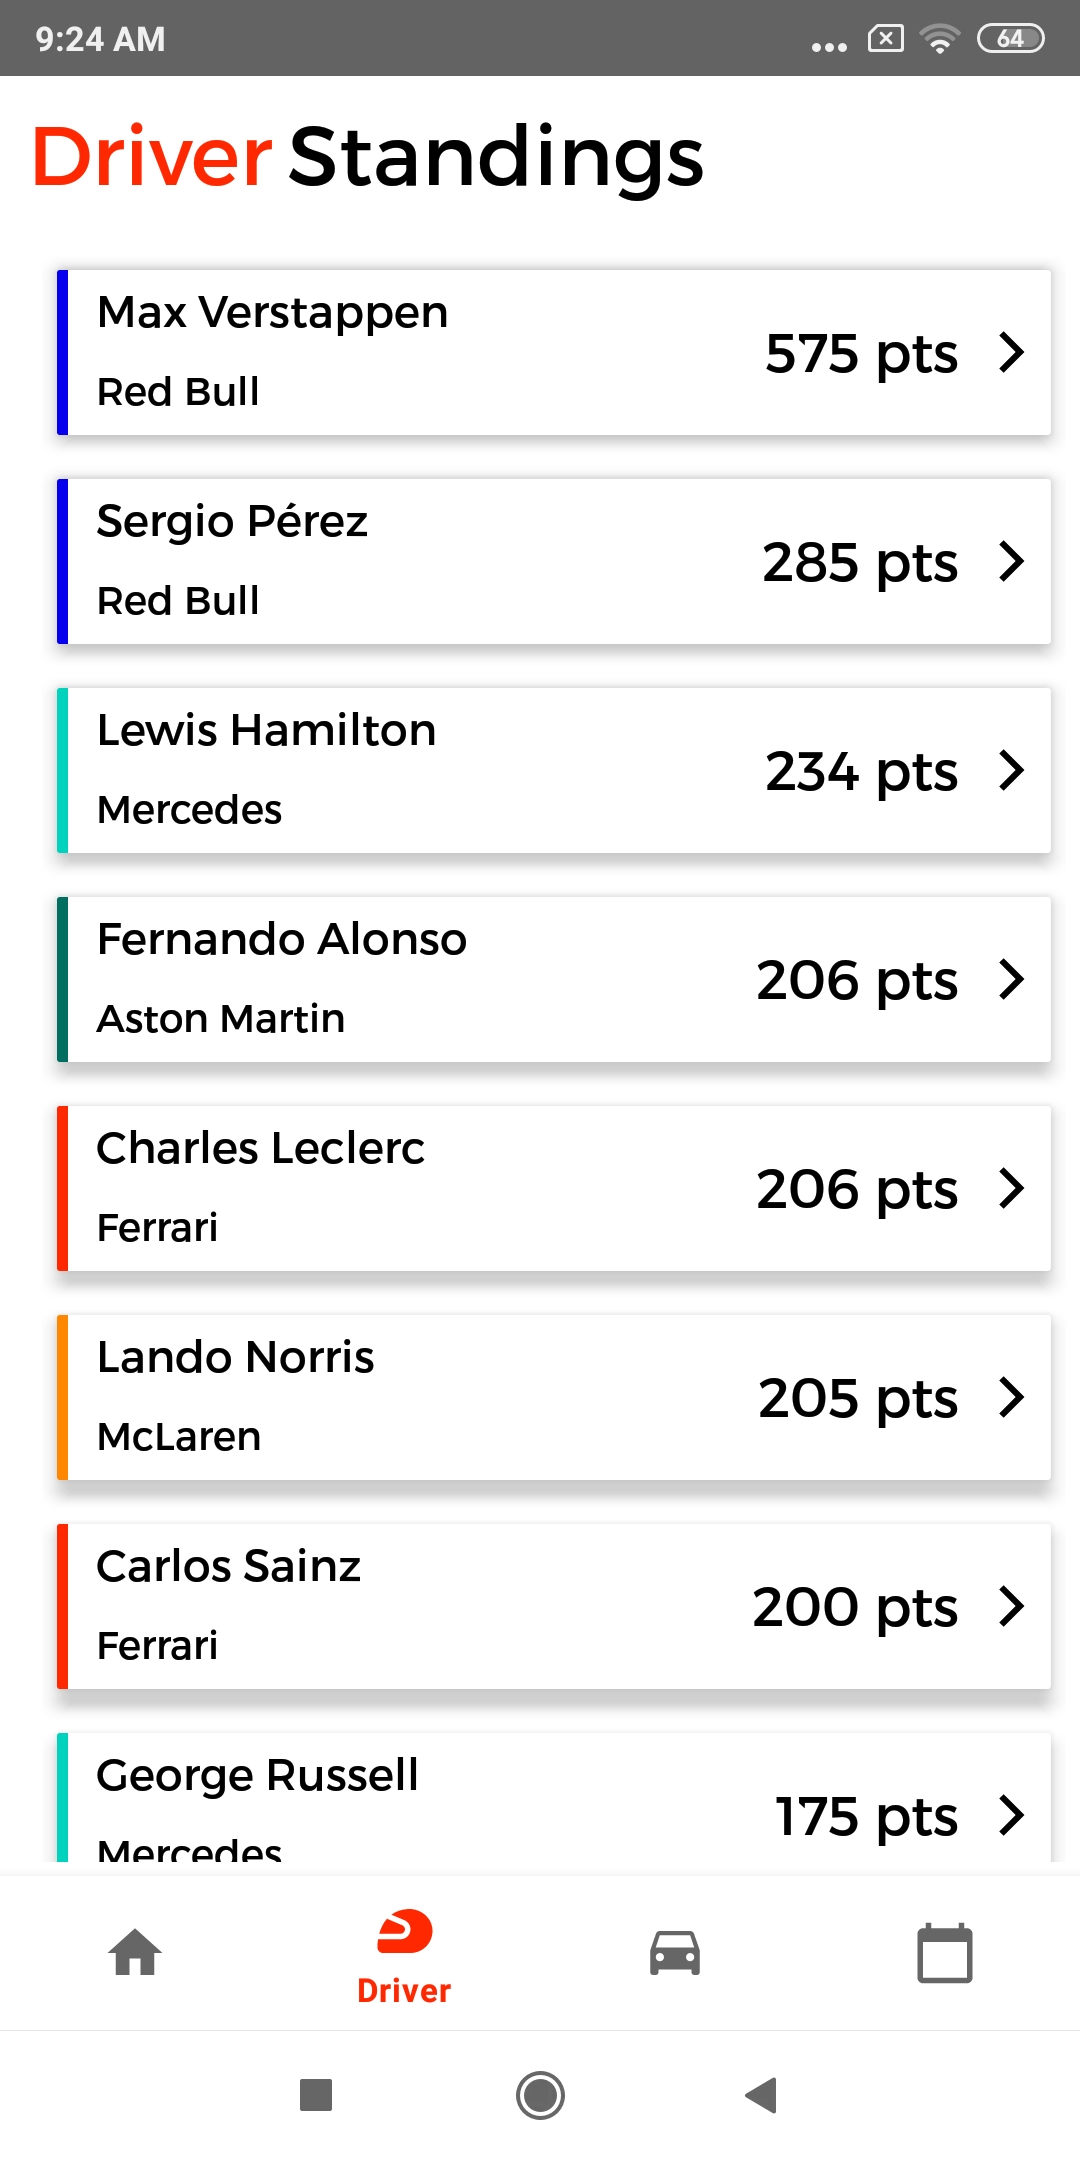 9:24 AM
64
Driver Standings
Max Verstappen
575 pts
Red Bull
Sergio Pérez
285 pts
Red Bull
Lewis Hamilton
234 pts
Mercedes
Fernando Alonso
206 pts
Aston Martin
Charles Leclerc
206 pts
Ferrari
Lando Norris
205 pts
McLaren
Carlos Sainz
200 pts
Ferrari
George Russell
175 pts
Mercedes
Driver